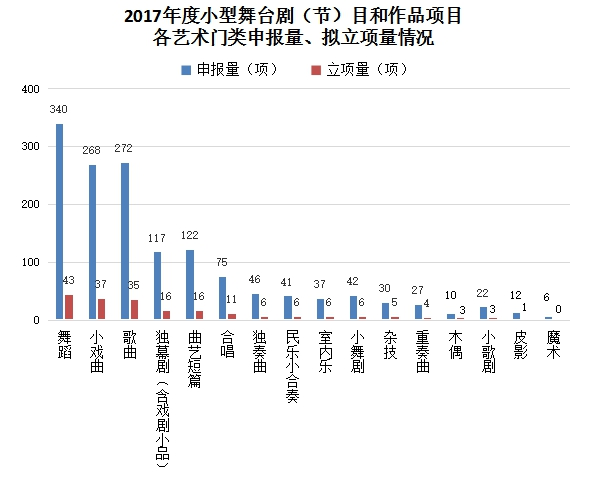 2017年度小型舞台剧（节）目和作品项目
各艺术门类申报量、拟立项量情况
申报量（项） 立项量（项）
400
300
200
100
0
340 268 272 117 122 75 46 41 37 42 30 27 10 22 12 6
43 37 35 16 16 11 6 6 6 6 5 4 3 3 1 0
舞蹈
小戏曲
歌曲
独幕剧（含戏剧小品）
曲艺短篇
合唱
独奏曲
民乐小合奏
室内乐
小舞剧
杂技
重奏曲
木偶
小歌剧
皮影
魔术